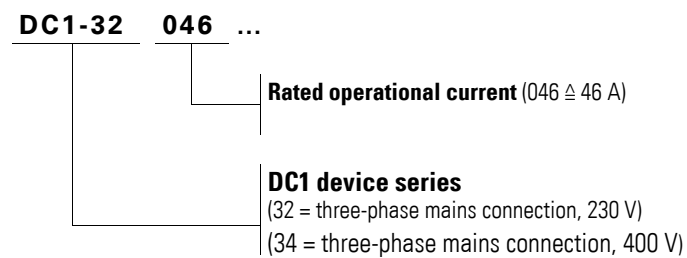 DC1-32 046 ...
Rated operational current (046 ≙ 46 A)
DC1 device series
(32 = three-phase mains connection, 230 V)
(34 = three-phase mains connection, 400 V)